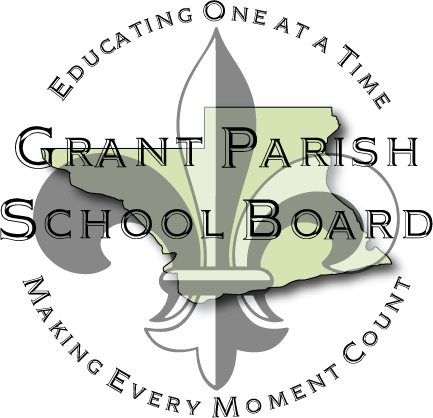 Educating One at a Time
Grant Parish
School Board
Making Every Moment Count